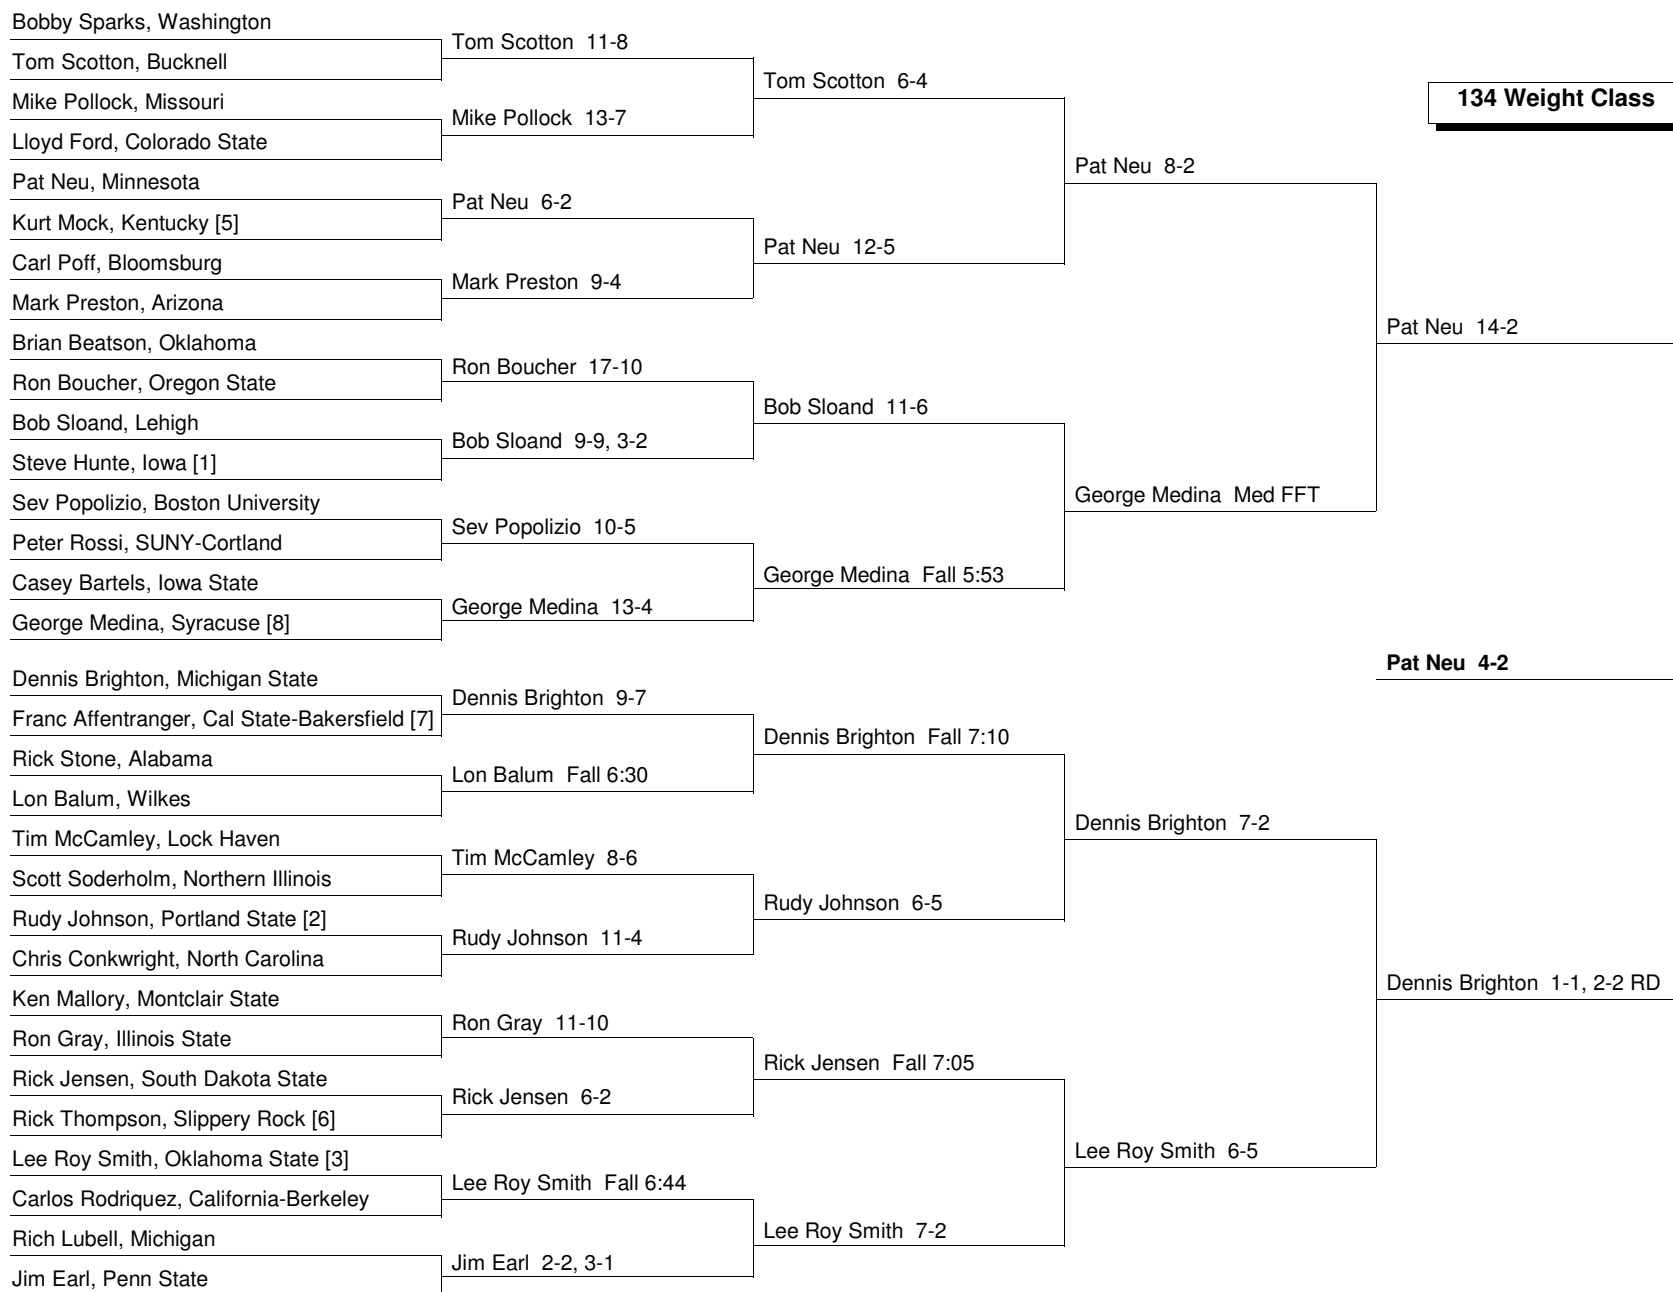 Bobby Sparks, Washington
Tom Scotton, Bucknell
Mike Pollock, Missouri
Lloyd Ford, Colorado State
Pat Neu, Minnesota
Kurt Mock, Kentucky [5]
Carl Poff, Bloomsburg
Mark Preston, Arizona
Brian Beatson, Oklahoma
Ron Boucher, Oregon State
Bob Sloand, Lehigh
Steve Hunte, Iowa [1]
Sev Popolizio, Boston University
Peter Rossi, SUNY-Cortland
Casey Bartels, Iowa State
George Medina, Syracuse [8]
Dennis Brighton, Michigan State
Franc Affentranger, Cal State-Bakersfield [7]
Rick Stone, Alabama
Lon Balum, Wilkes
Tim McCamley, Lock Haven
Scott Soderholm, Northern Illinois
Rudy Johnson, Portland State [2]
Chris Conkwright, North Carolina
Ken Mallory, Montclair State
Ron Gray, Illinois State
Rick Jensen, South Dakota State
Rick Thompson, Slippery Rock [6]
Lee Roy Smith, Oklahoma State [3]
Carlos Rodriquez, California-Berkeley
Rich Lubell, Michigan
Jim Earl, Penn State
Tom Scotton 11-8
Mike Pollock 13-7
Pat Neu 6-2
Mark Preston 9-4
Ron Boucher 17-10
Bob Sloand 9-9, 3-2
Sev Popolizio 10-5
George Medina 13-4
Dennis Brighton 9-7
Lon Balum Fall 6:30
Tim McCamley 8-6
Rudy Johnson 11-4
Ron Gray 11-10
Rick Jensen 6-2
Lee Roy Smith Fall 6:44
Jim Earl 2-2, 3-1
Tom Scotton 6-4
Pat Neu 12-5
Bob Sloand 11-6
George Medina Fall 5:53
Dennis Brighton Fall 7:10
Rudy Johnson 6-5
Rick Jensen Fall 7:05
Lee Roy Smith 7-2
Pat Neu 8-2
George Medina Med FFT
Dennis Brighton 7-2
Lee Roy Smith 6-5
134 Weight Class
Pat Neu 14-2
Pat Neu 4-2
Dennis Brighton 1-1, 2-2 RD